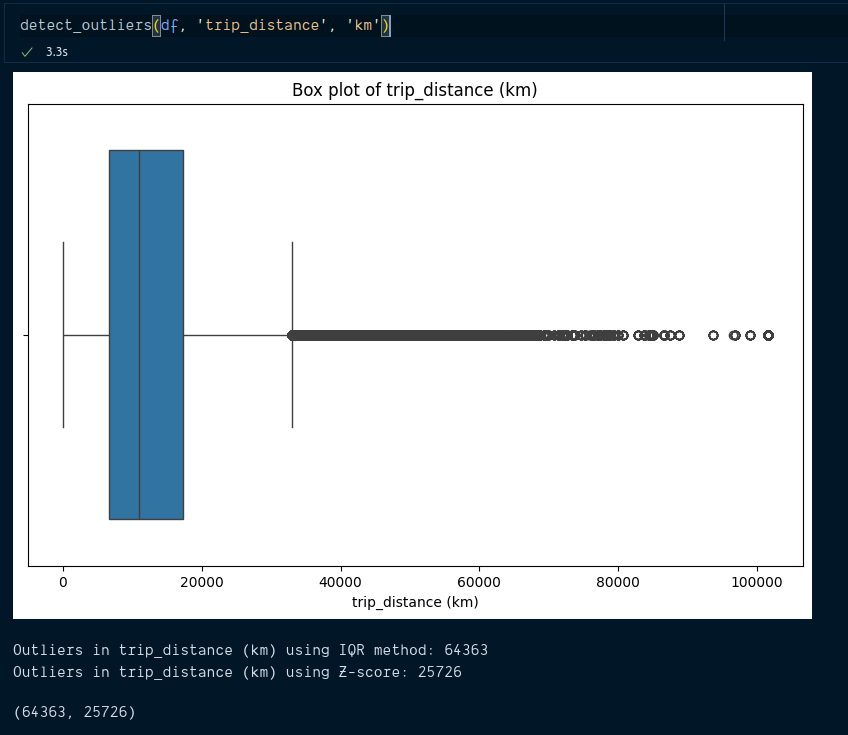 detect_outliers(df, 'trip_distance', 'km')
✓ 3.3s
Box plot of trip_distance (km)
0 20000 40000 60000 80000 100000
trip_distance (km)
Outliers in trip_distance (km) using IQR method: 64363
Outliers in trip_distance (km) using Z-score: 25726
(64363, 25726)